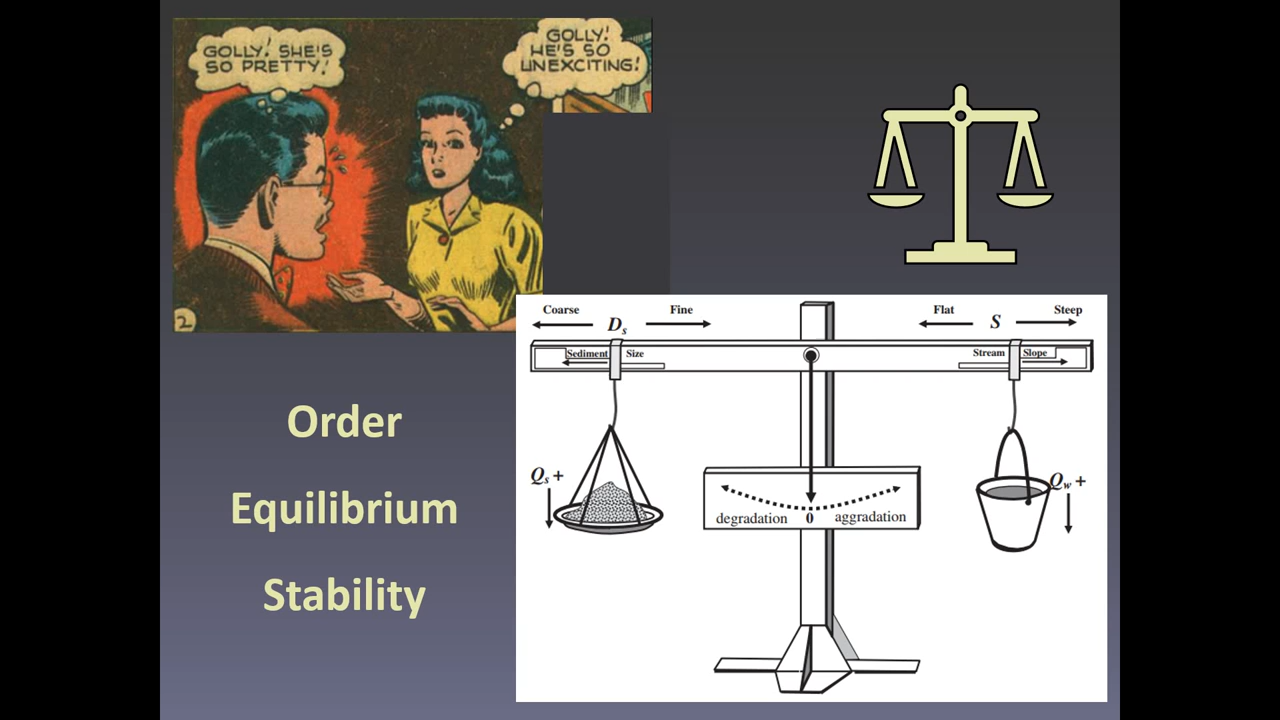 GOLLY! SHE'S
SO PRETTY!
GOLLY!
HE'S SO
UNEXCITING!
2
Order
Equilibrium
Stability
Coarse
Fine
Ds
Flat
Steep
S
Sediment Size
Stream Slope
Qs +
Qw +
degradation 0 aggradation